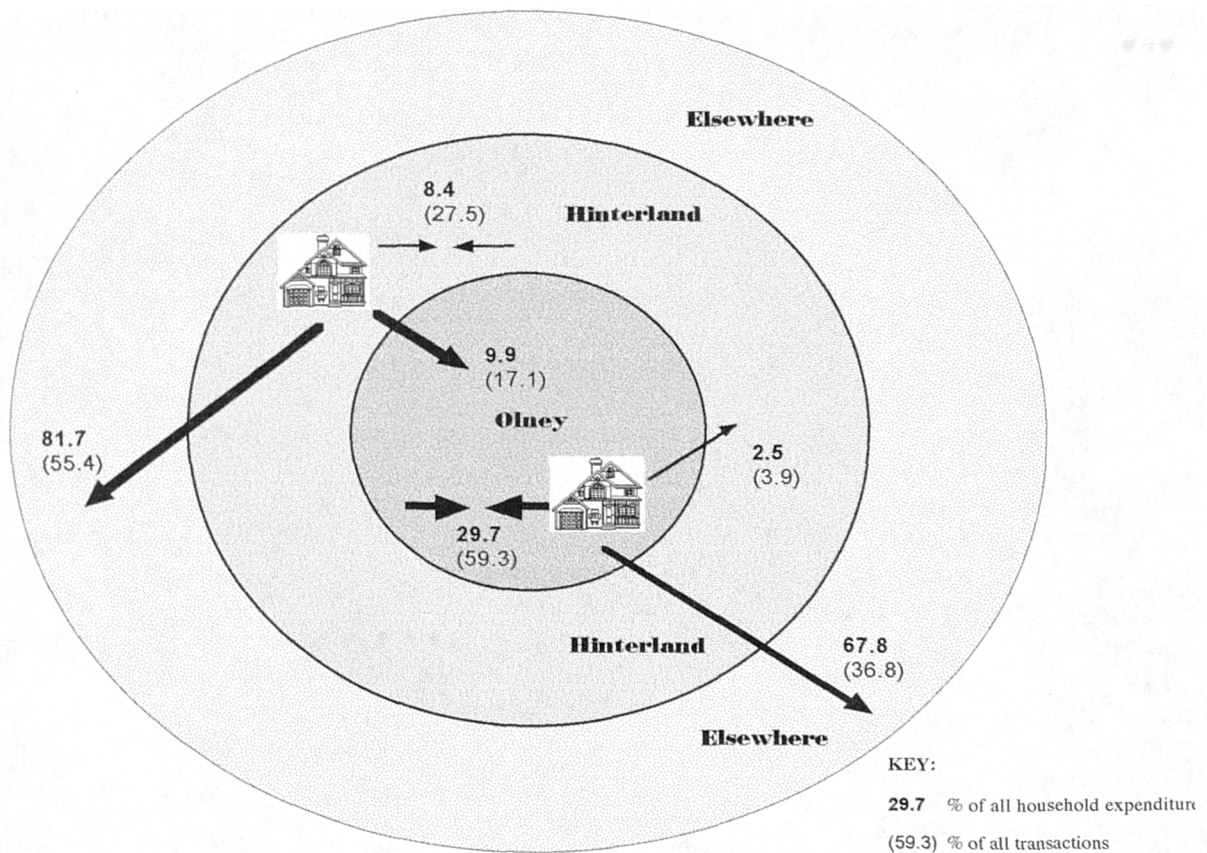 Elsewhere
8.4
(27.5)
Hinterland
9.9
(17.1)
Olney
81.7
(55.4)
2.5
(3.9)
29.7
(59.3)
Hinterland
67.8
(36.8)
Elsewhere
KEY:
29.7 % of all household expenditure
(59.3) % of all transactions